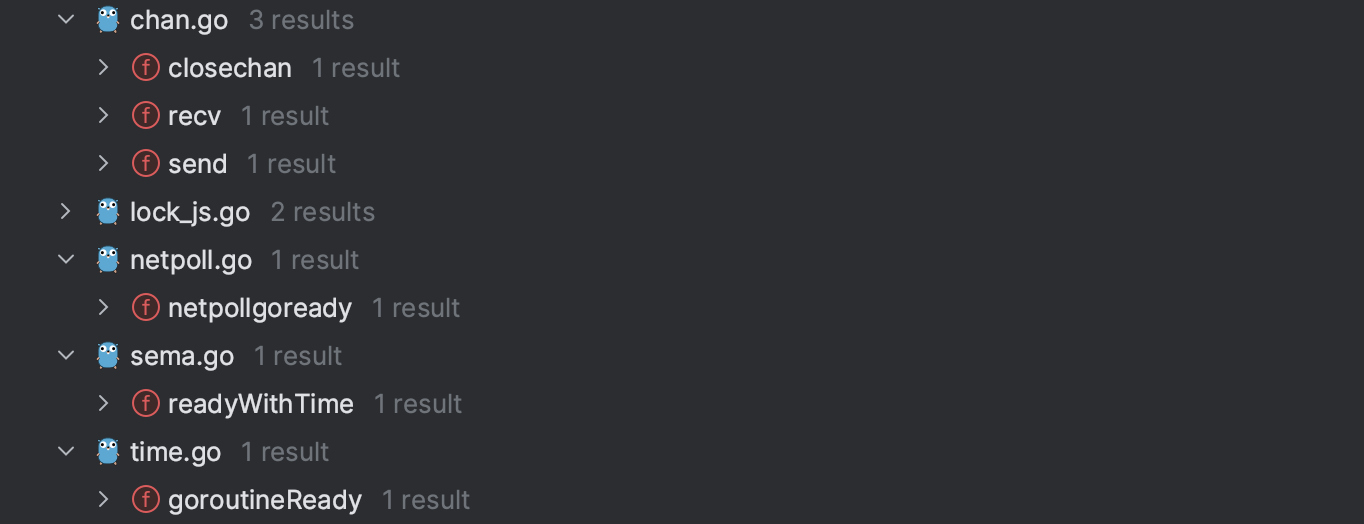 chan.go 3 results
closechan 1 result
recv 1 result
send 1 result
lock_js.go 2 results
netpoll.go 1 result
netpollgoready 1 result
sema.go 1 result
readyWithTime 1 result
time.go 1 result
goroutineReady 1 result